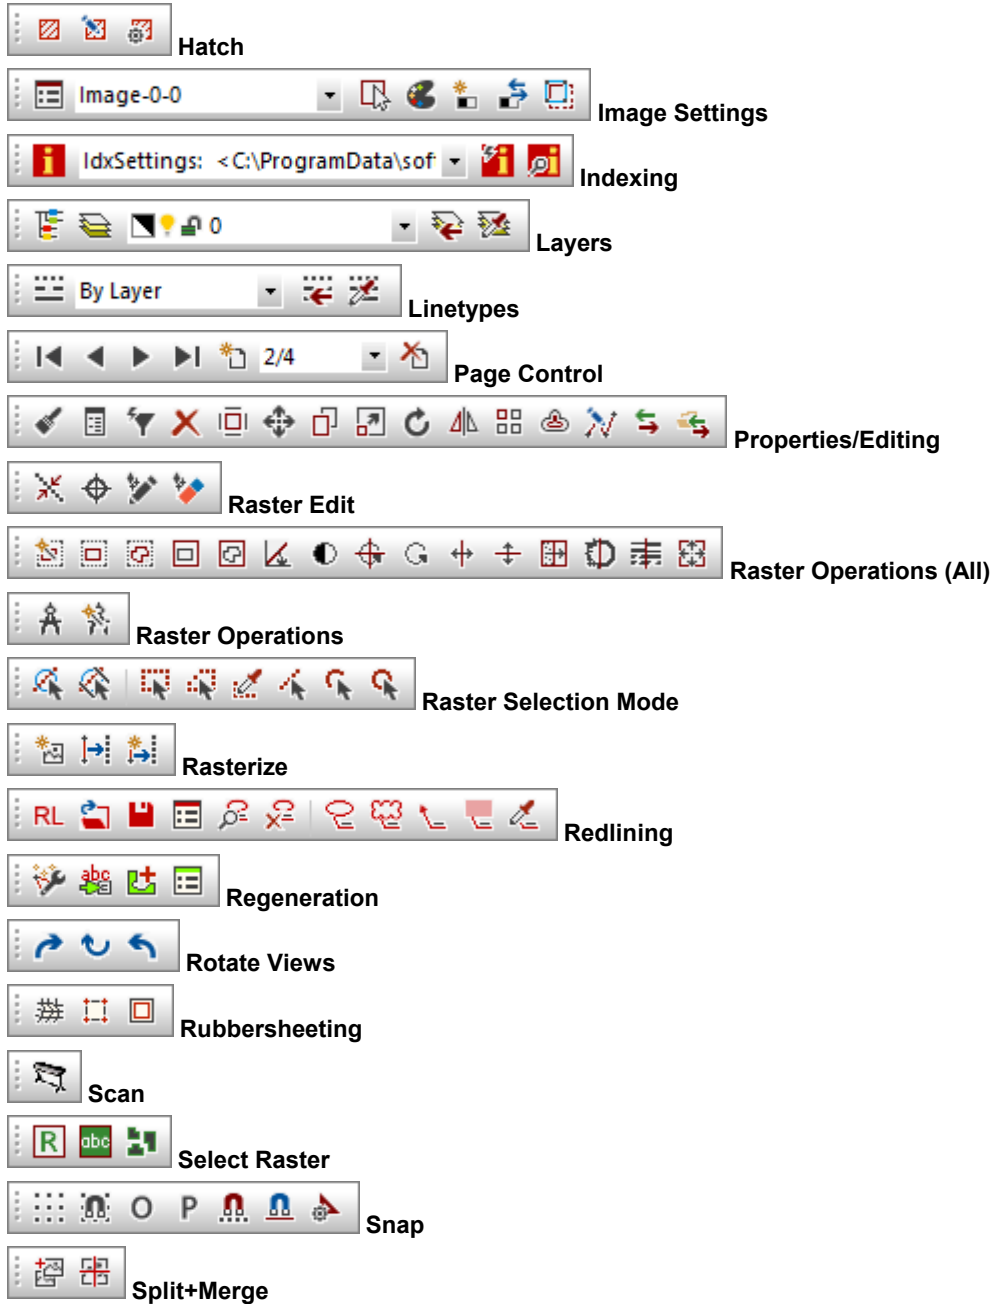 Hatch
Image-0-0 Image Settings
IdxSettings: <C:\ProgramData\sof Indexing
0 Layers
By Layer Linetypes
2/4 Page Control
Properties/Editing
Raster Edit
Raster Operations (All)
Raster Operations
Raster Selection Mode
Rasterize
RL Redlining
abc Regeneration
Rotate Views
Rubbersheeting
Scan
R abc Select Raster
O P Snap
Split+Merge